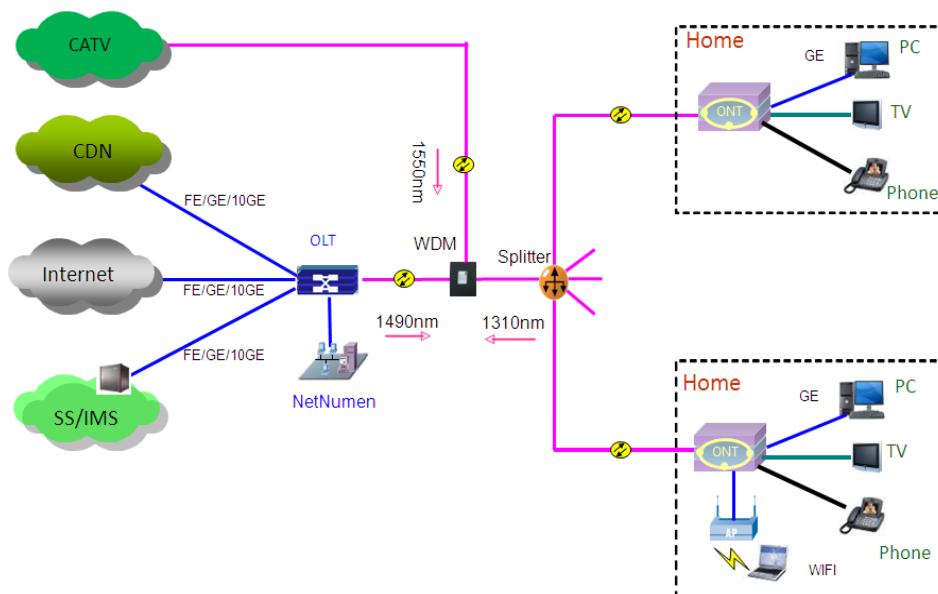 CATV
CDN
Internet
SS/IMS
FE/GE/10GE
FE/GE/10GE
FE/GE/10GE
OLT
NetNumen
1550nm
WDM
1490nm
1310nm
Splitter
Home
GE
PC
ONT
TV
Phone
Home
GE
PC
ONT
TV
AP
Phone
WIFI